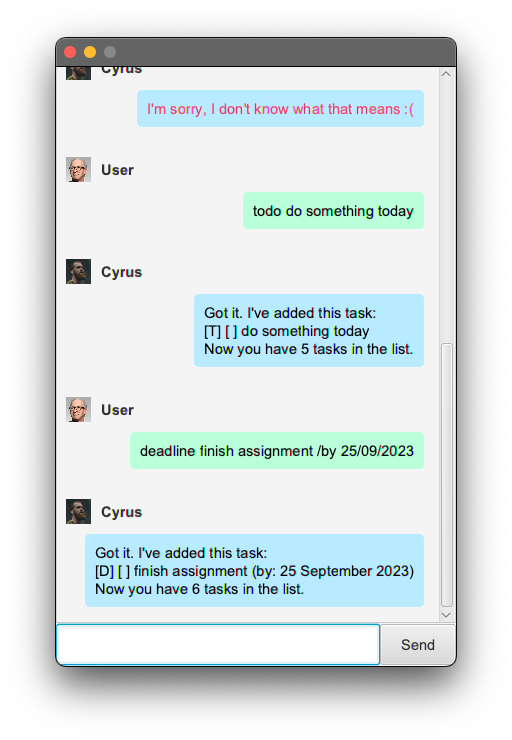 Cyrus
I'm sorry, I don't know what that means :(
User
todo do something today
Cyrus
Got it. I've added this task:
[T] [ ] do something today
Now you have 5 tasks in the list.
User
deadline finish assignment /by 25/09/2023
Cyrus
Got it. I've added this task:
[D] [ ] finish assignment (by: 25 September 2023)
Now you have 6 tasks in the list.
Send